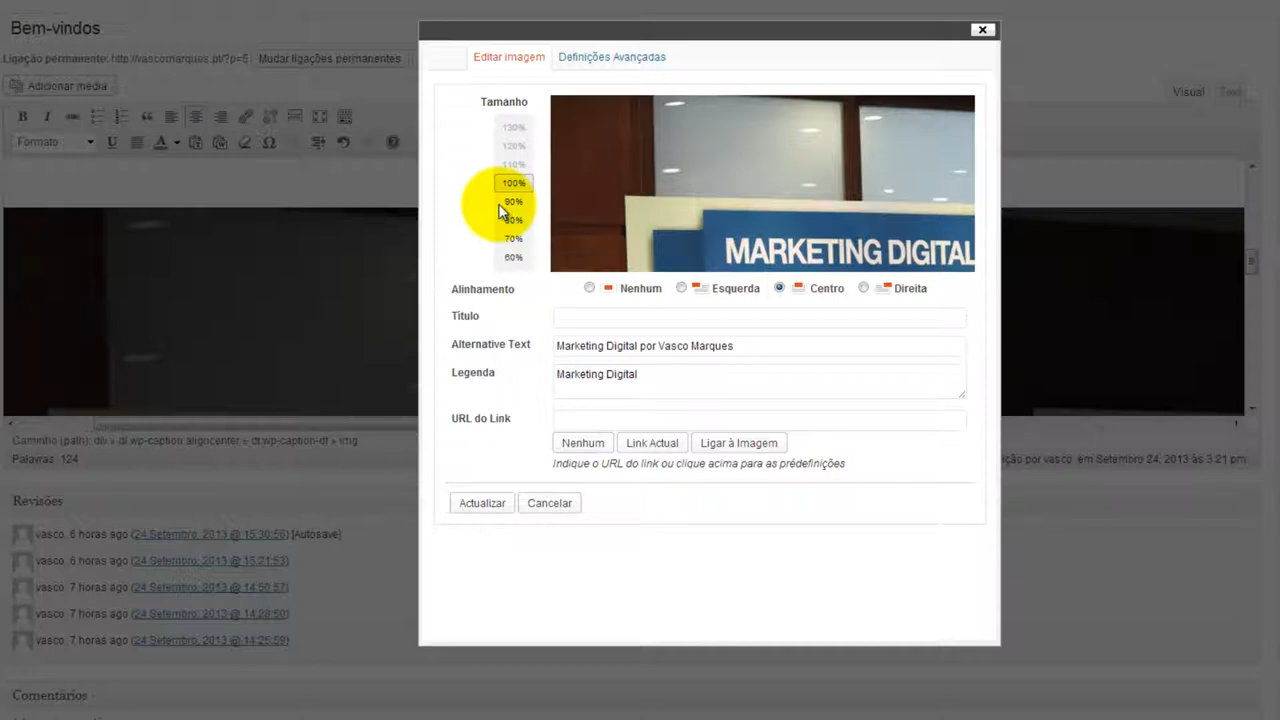 Bem-vindos
Ligação permanente: http://vascomarques.pt/?p=5 Mudar ligações permanentes
Adicionar média
Visual Text
B I
Formato U A
Caminho (path): div » dl.wp-caption aligncenter » dt.wp-caption-dt » img
Palavras: 124
ição por vasco. em Setembro 24, 2013 às 3:21 pm
Revisões
vasco. 6 horas ago (24 Setembro, 2013 @ 15:30:56) [Autosave]
vasco. 6 horas ago (24 Setembro, 2013 @ 15:21:53)
vasco. 7 horas ago (24 Setembro, 2013 @ 14:50:57)
vasco. 7 horas ago (24 Setembro, 2013 @ 14:28:50)
vasco. 7 horas ago (24 Setembro, 2013 @ 14:25:59)
Comentários
Editar imagem Definições Avançadas
Tamanho
130%
120%
110%
100%
90%
80%
70%
60%
MARKETING DIGITAL
Alinhamento Nenhum Esquerda Centro Direita
Título
Alternative Text Marketing Digital por Vasco Marques
Legenda Marketing Digital
URL do Link
Nenhum Link Actual Ligar à Imagem
Indique o URL do link ou clique acima para as prédefinições
Actualizar Cancelar